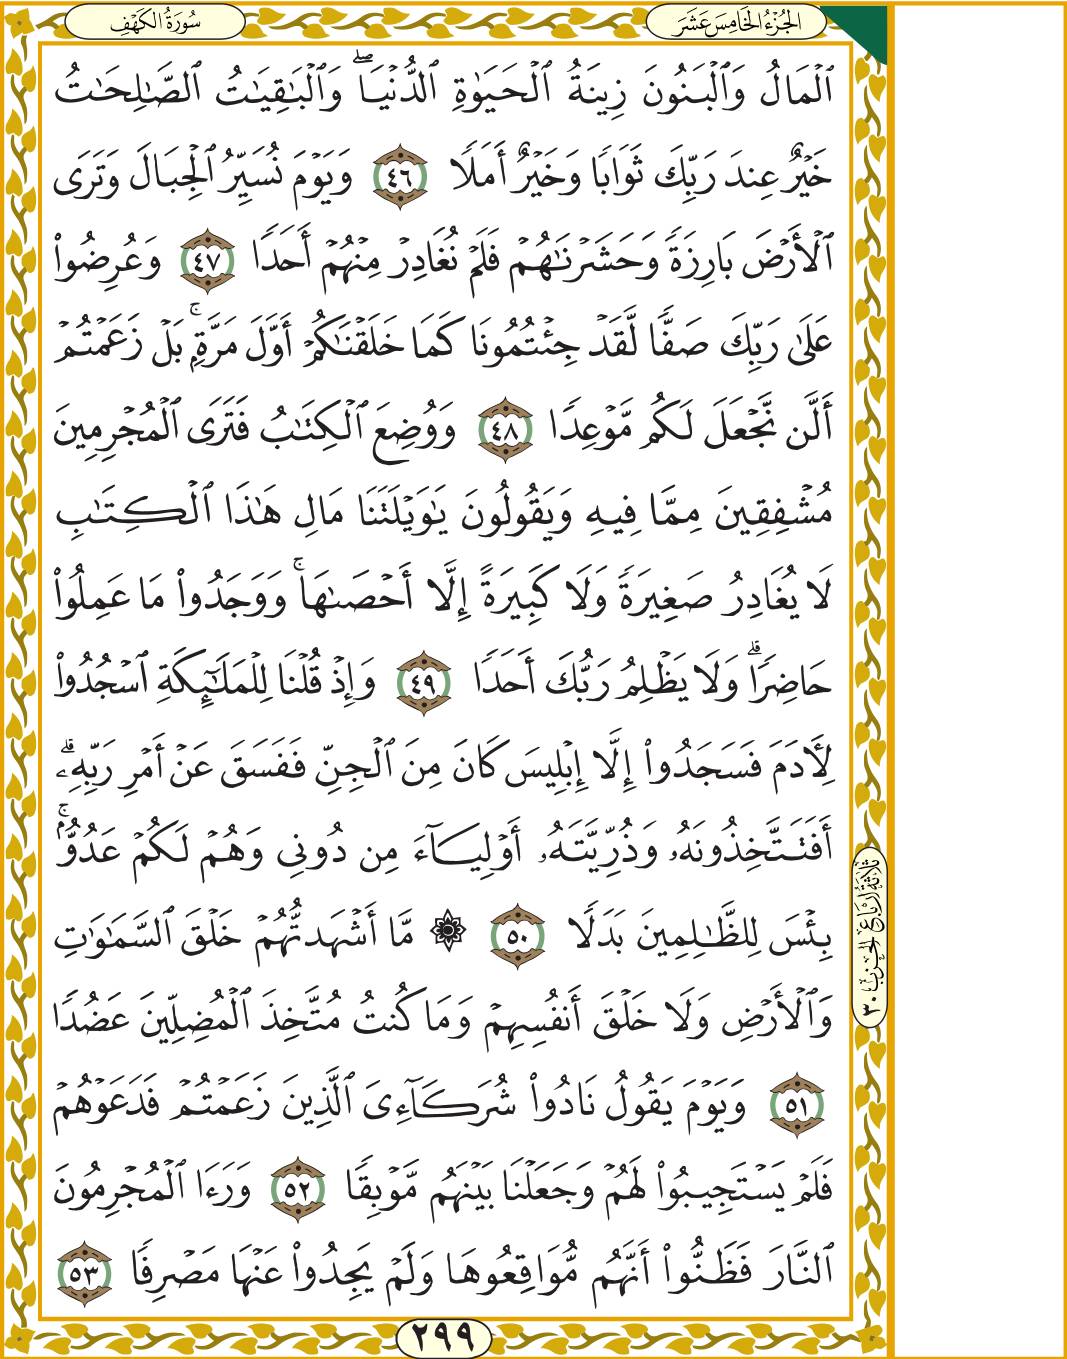 سُورَةُ الكَهْفِ
الجُزْءُ الخَامِسَ عَشَرَ
ٱلْمَالُ وَٱلْبَنُونَ زِينَةُ ٱلْحَيَوٰةِ ٱلدُّنْيَاۖ وَٱلْبَٰقِيَٰتُ ٱلصَّٰلِحَٰتُ
خَيْرٌ عِندَ رَبِّكَ ثَوَابًا وَخَيْرٌ أَمَلًا ٤٦ وَيَوْمَ نُسَيِّرُ ٱلْجِبَالَ وَتَرَى
ٱلْأَرْضَ بَارِزَةً وَحَشَرْنَٰهُمْ فَلَمْ نُغَادِرْ مِنْهُمْ أَحَدًا ٤٧ وَعُرِضُوا۟
عَلَىٰ رَبِّكَ صَفًّا لَّقَدْ جِئْتُمُونَا كَمَا خَلَقْنَٰكُمْ أَوَّلَ مَرَّةٍۭۚ بَلْ زَعَمْتُمْ
أَلَّن نَّجْعَلَ لَكُم مَّوْعِدًا ٤٨ وَوُضِعَ ٱلْكِتَٰبُ فَتَرَى ٱلْمُجْرِمِينَ
مُشْفِقِينَ مِمَّا فِيهِ وَيَقُولُونَ يَٰوَيْلَتَنَا مَالِ هَٰذَا ٱلْكِتَٰبِ
لَا يُغَادِرُ صَغِيرَةً وَلَا كَبِيرَةً إِلَّآ أَحْصَىٰهَاۚ وَوَجَدُوا۟ مَا عَمِلُوا۟
حَاضِرًاۗ وَلَا يَظْلِمُ رَبُّكَ أَحَدًا ٤٩ وَإِذْ قُلْنَا لِلْمَلَٰٓئِكَةِ ٱسْجُدُوا۟
لِءَادَمَ فَسَجَدُوٓا۟ إِلَّآ إِبْلِيسَ كَانَ مِنَ ٱلْجِنِّ فَفَسَقَ عَنْ أَمْرِ رَبِّهِۦٓۗ
أَفَتَتَّخِذُونَهُۥ وَذُرِّيَّتَهُۥٓ أَوْلِيَآءَ مِن دُونِى وَهُمْ لَكُمْ عَدُوٌّۢۚ
بِئْسَ لِلظَّٰلِمِينَ بَدَلًا ٥٠ ۞ مَّآ أَشْهَدتُّهُمْ خَلْقَ ٱلسَّمَٰوَٰتِ
وَٱلْأَرْضِ وَلَا خَلْقَ أَنفُسِهِمْ وَمَا كُنتُ مُتَّخِذَ ٱلْمُضِلِّينَ عَضُدًا
٥١ وَيَوْمَ يَقُولُ نَادُوا۟ شُرَكَآءِىَ ٱلَّذِينَ زَعَمْتُمْ فَدَعَوْهُمْ
فَلَمْ يَسْتَجِيبُوا۟ لَهُمْ وَجَعَلْنَا بَيْنَهُم مَّوْبِقًا ٥٢ وَرَءَا ٱلْمُجْرِمُونَ
ٱلنَّارَ فَظَنُّوٓا۟ أَنَّهُم مُّوَاقِعُوهَا وَلَمْ يَجِدُوا۟ عَنْهَا مَصْرِفًا ٥٣
ثَلَاثَةُ أَرْبَاعِ الحِزْبِ ٣٠
٢٩٩